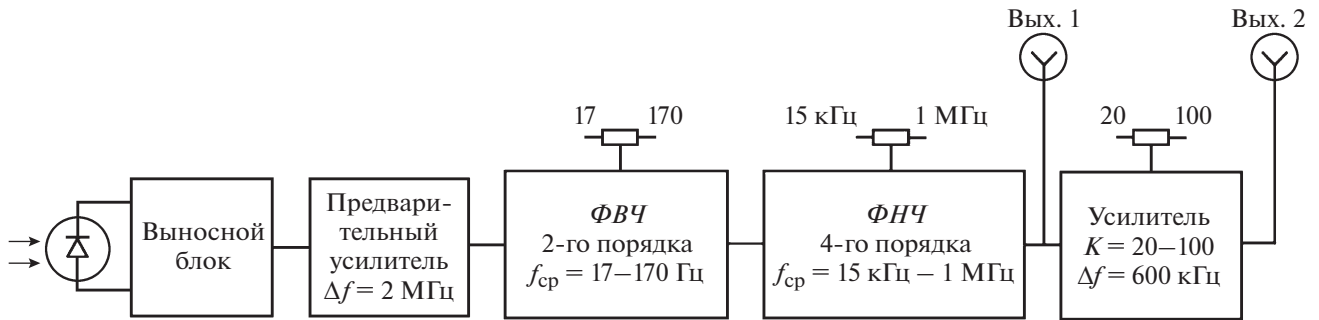 Вых. 1
Вых. 2
17 170
15 кГц 1 МГц
20 100
Выносной
блок
Предвари-
тельный
усилитель
Δf = 2 МГц
ФВЧ
2-го порядка
fср = 17–170 Гц
ФНЧ
4-го порядка
fср = 15 кГц – 1 МГц
Усилитель
K = 20–100
Δf = 600 кГц